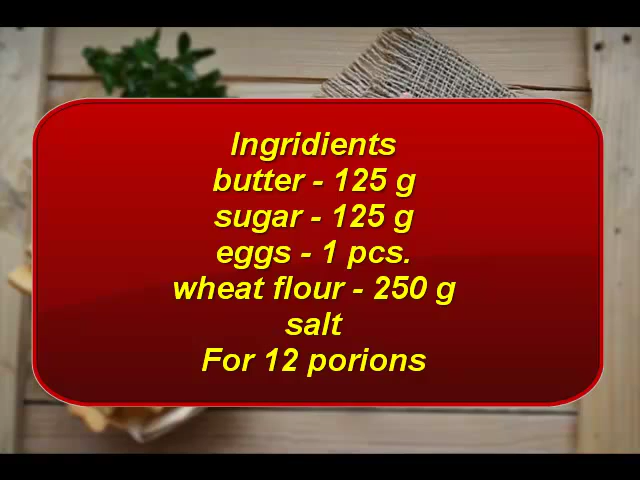 Ingridients
butter - 125 g
sugar - 125 g
eggs - 1 pcs.
wheat flour - 250 g
salt
For 12 porions